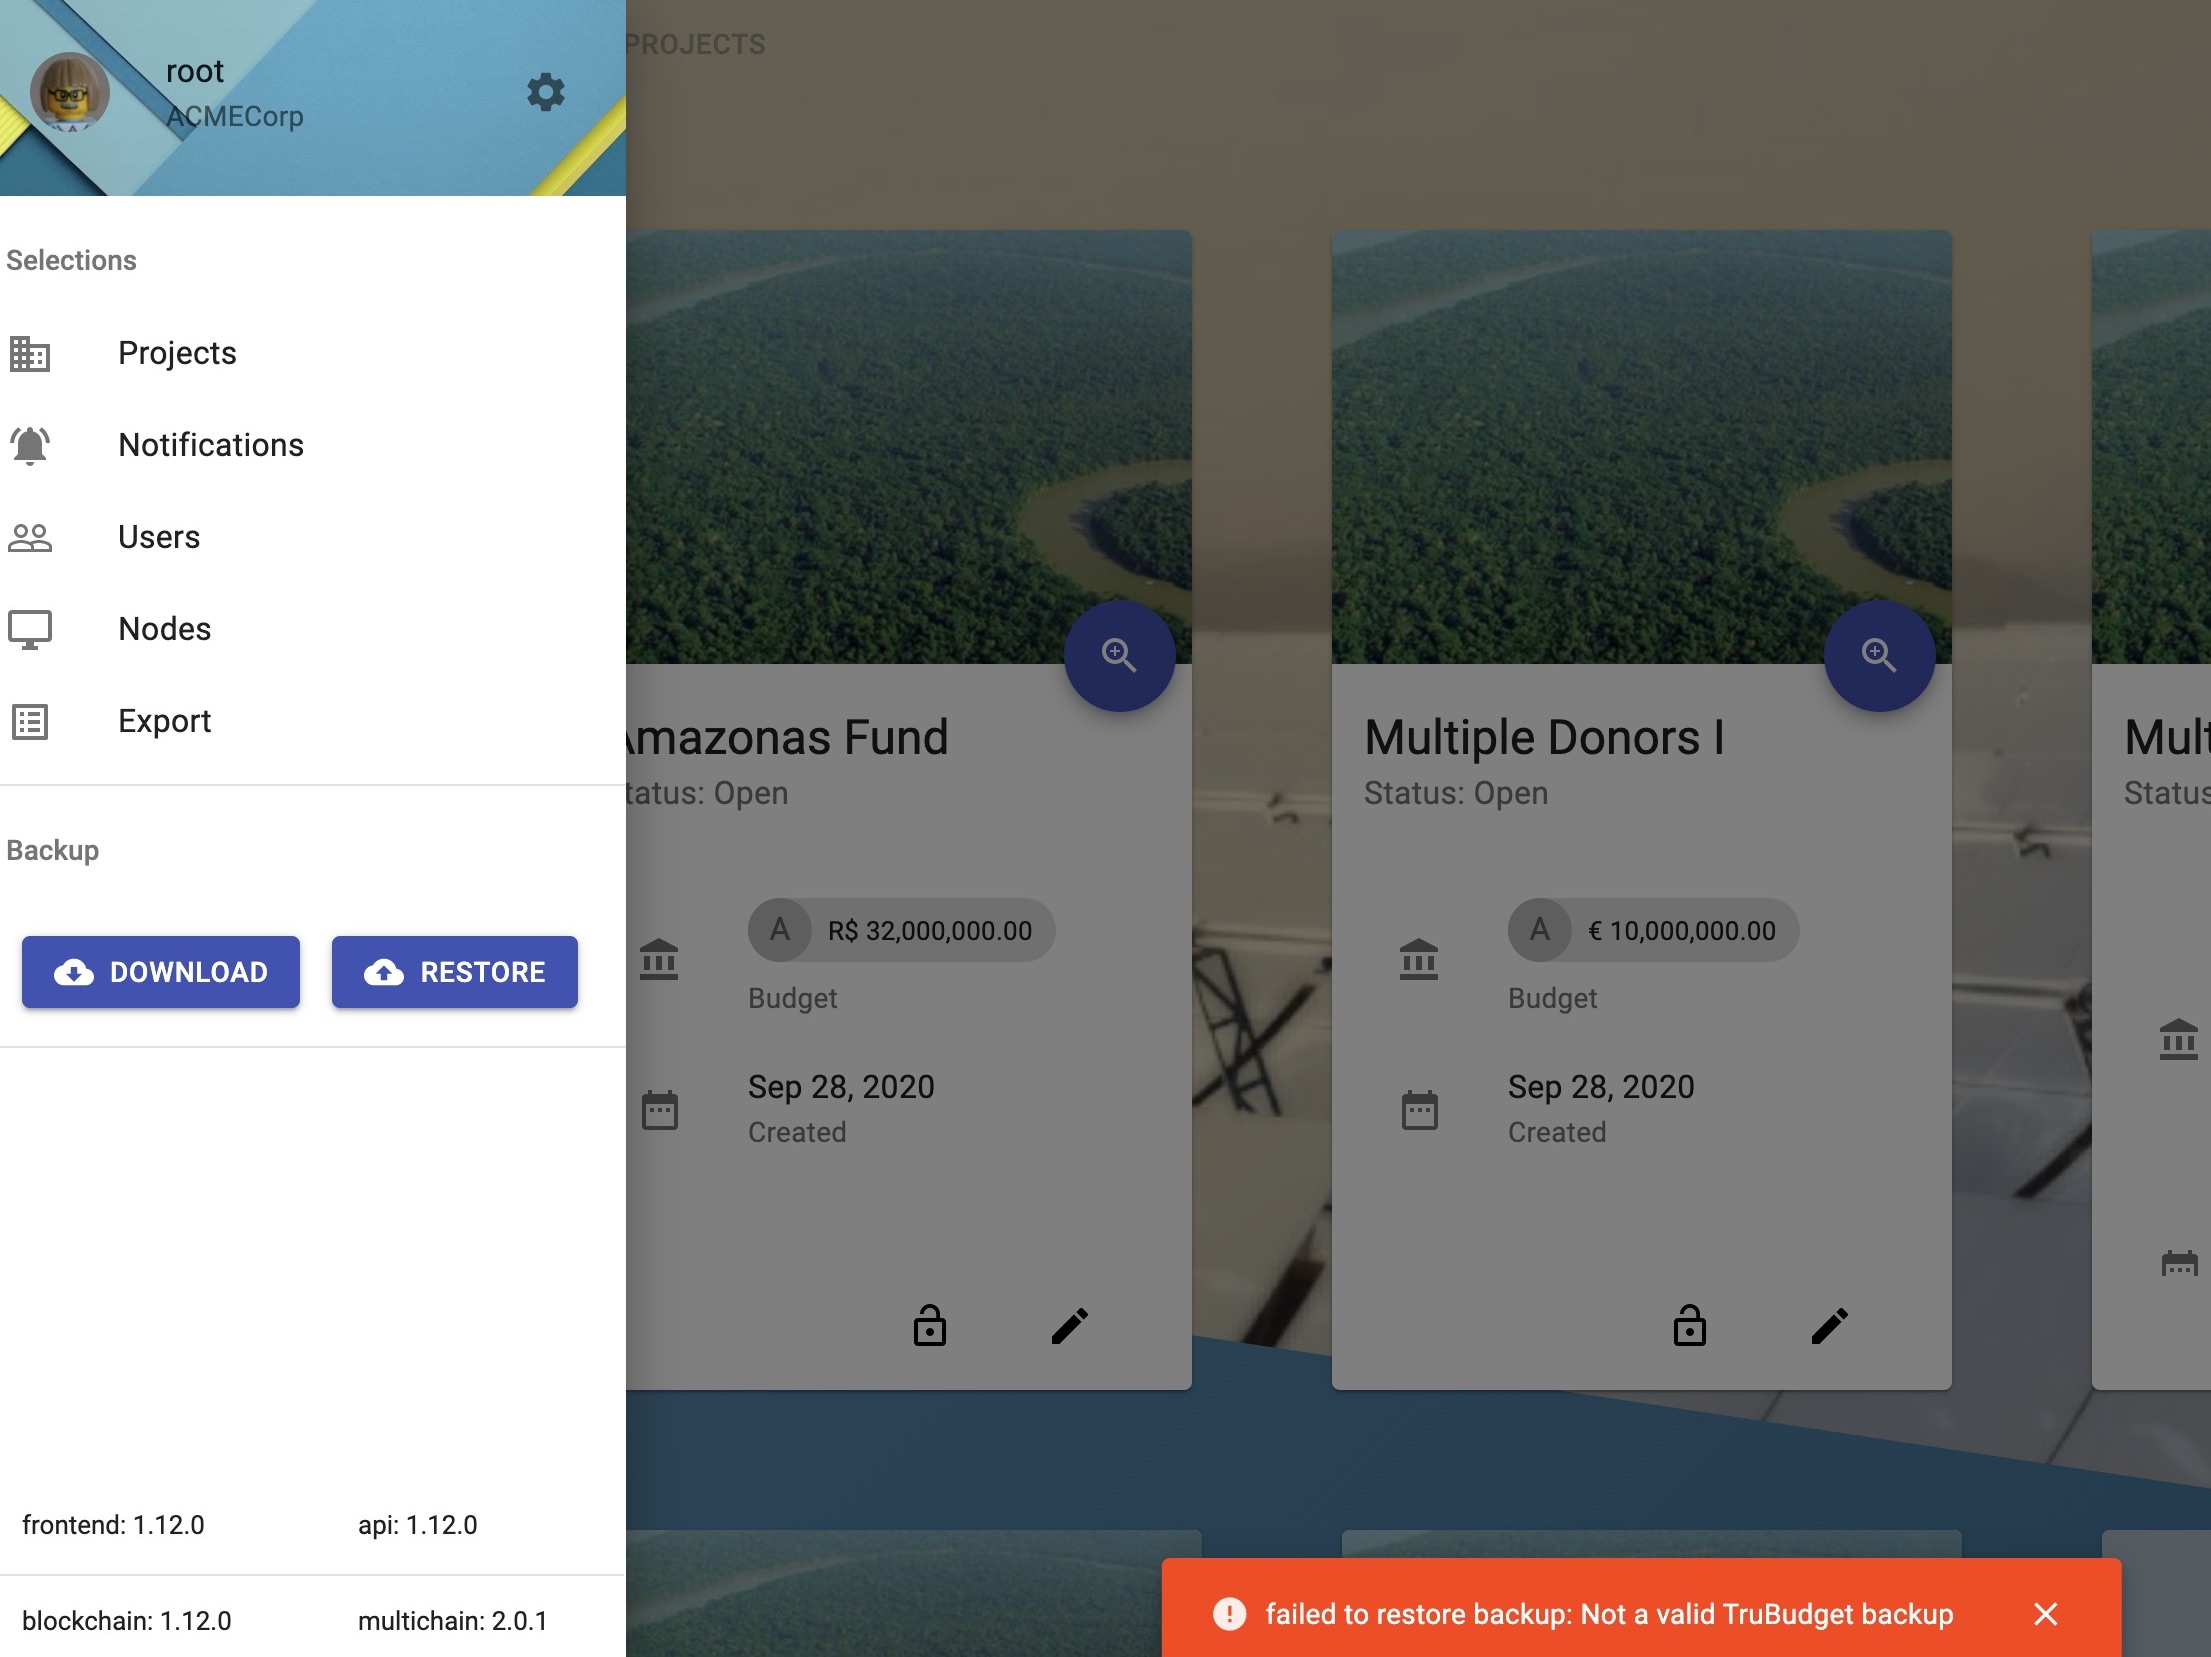 root
ACMECorp
PROJECTS
Selections
Projects
Notifications
Users
Nodes
Export
Backup
DOWNLOAD
RESTORE
frontend: 1.12.0
api: 1.12.0
blockchain: 1.12.0
multichain: 2.0.1
Amazonas Fund
Status: Open
A
R$ 32,000,000.00
Budget
Sep 28, 2020
Created
Multiple Donors I
Status: Open
A
€ 10,000,000.00
Budget
Sep 28, 2020
Created
Mult
Status
failed to restore backup: Not a valid TruBudget backup